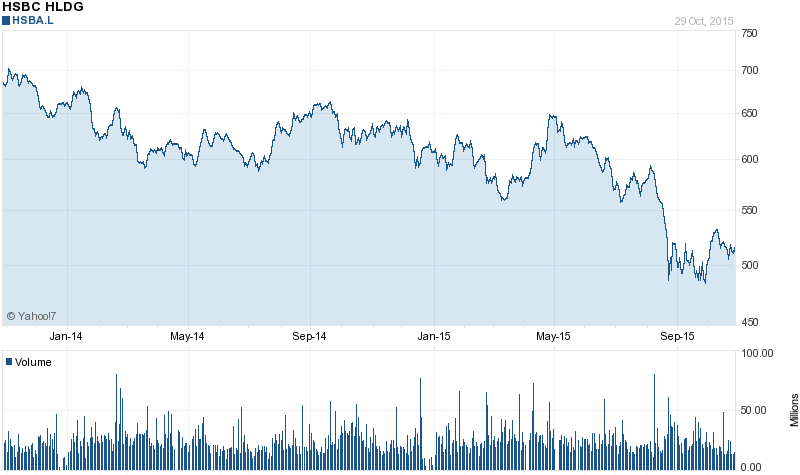 HSBC HLDG
HSBA.L
29 Oct, 2015
750
700
650
600
550
500
450
© Yahoo!7
Jan-14 May-14 Sep-14 Jan-15 May-15 Sep-15
Volume
100.00
50.00
0.00
Millions